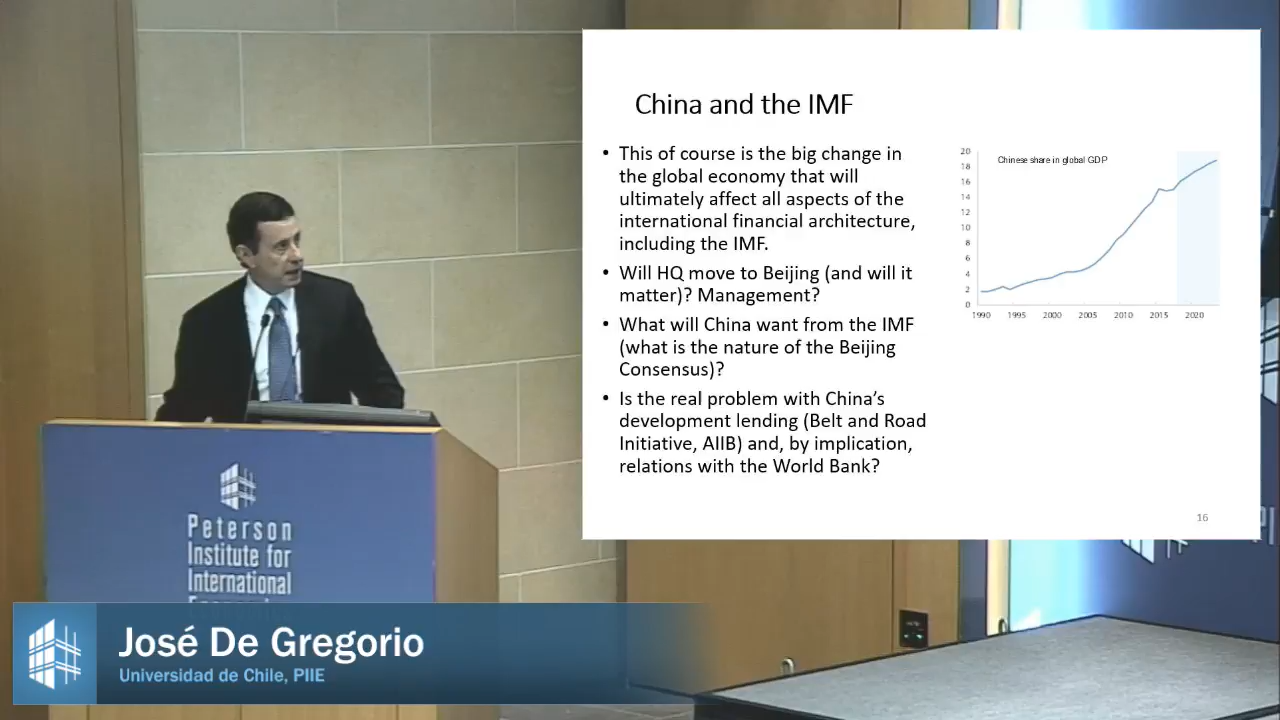 China and the IMF
• This of course is the big change in
the global economy that will
ultimately affect all aspects of the
international financial architecture,
including the IMF.
• Will HQ move to Beijing (and will it
matter)? Management?
• What will China want from the IMF
(what is the nature of the Beijing
Consensus)?
• Is the real problem with China's
development lending (Belt and Road
Initiative, AIIB) and, by implication,
relations with the World Bank?
Chinese share in global GDP
20
18
16
14
12
10
8
6
4
2
0
1990 1995 2000 2005 2010 2015 2020
16
Peterson
Institute for
International
José De Gregorio
Universidad de Chile, PIIE